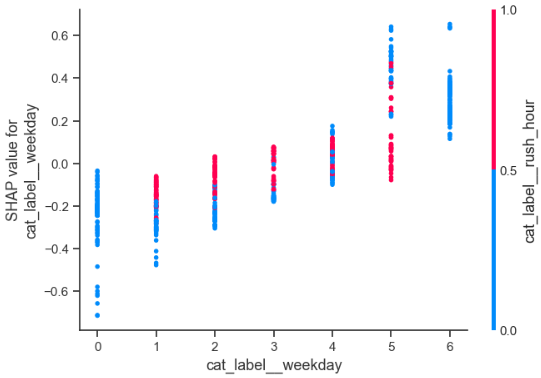 0.6
0.4
0.2
0.0
−0.2
−0.4
−0.6
SHAP value for
cat_label__weekday
0 1 2 3 4 5 6
cat_label__weekday
1.0
0.5
0.0
cat_label__rush_hour